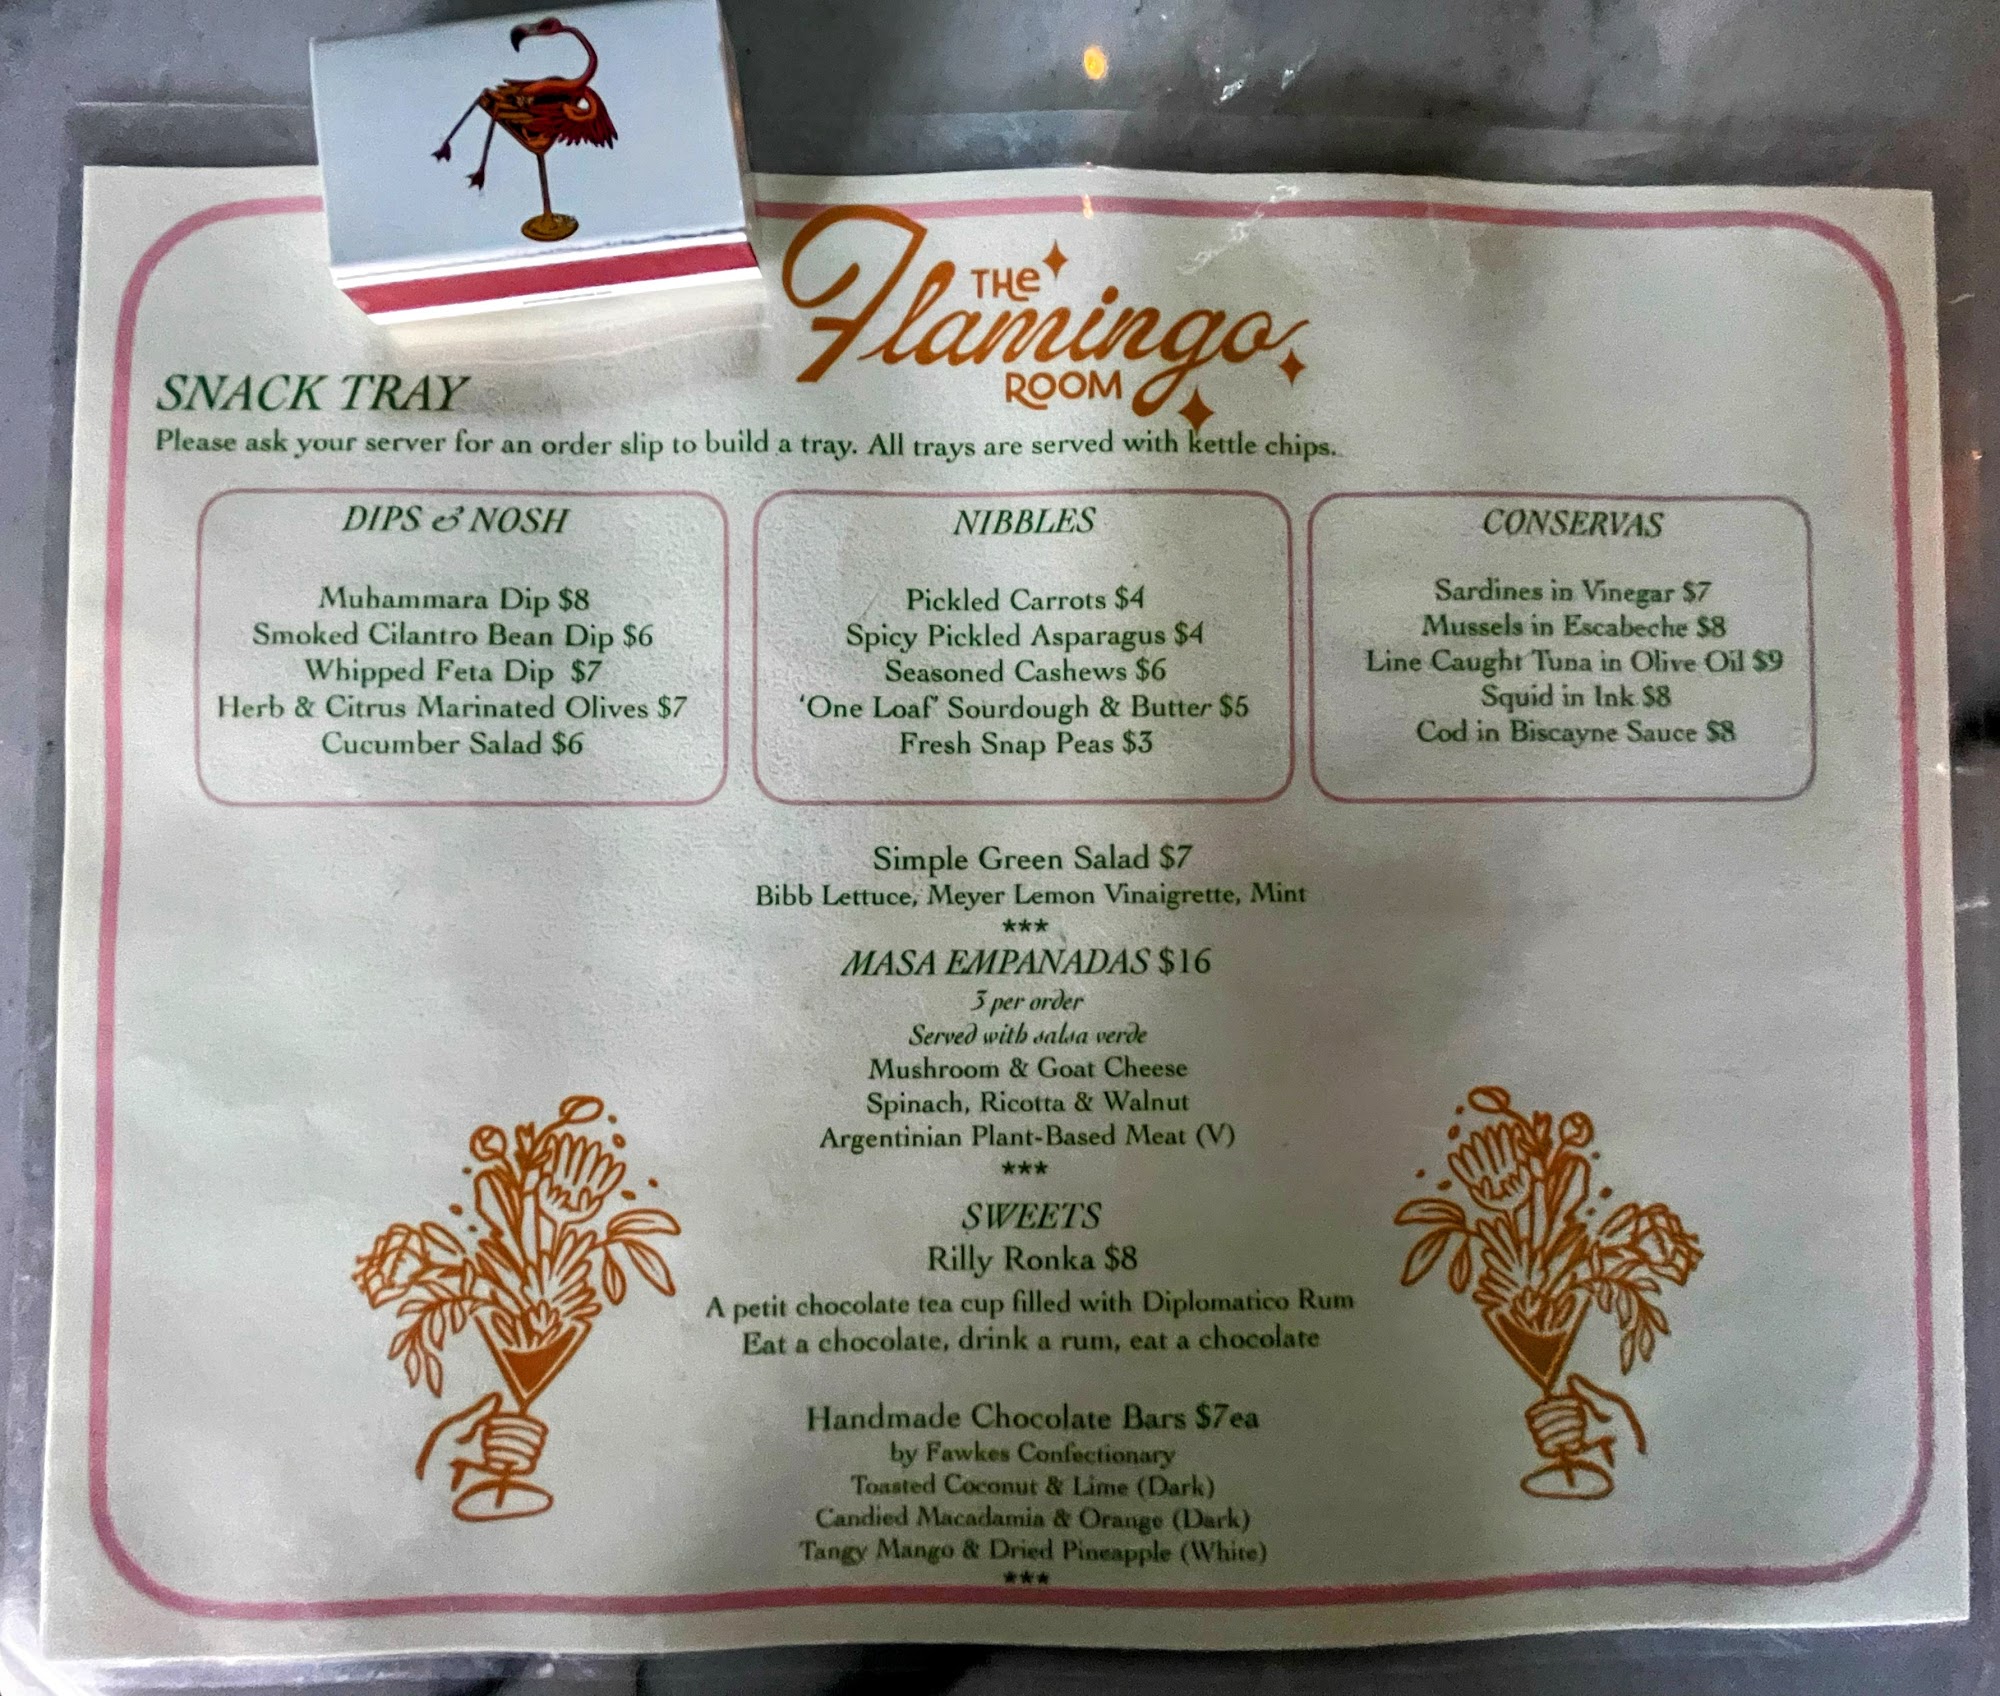 THe
Flamingo
ROOM
SNACK TRAY
Please ask your server for an order slip to build a tray. All trays are served with kettle chips.
DIPS & NOSH
Muhammara Dip $8
Smoked Cilantro Bean Dip $6
Whipped Feta Dip $7
Herb & Citrus Marinated Olives $7
Cucumber Salad $6
NIBBLES
Pickled Carrots $4
Spicy Pickled Asparagus $4
Seasoned Cashews $6
'One Loaf' Sourdough & Butter $5
Fresh Snap Peas $3
CONSERVAS
Sardines in Vinegar $7
Mussels in Escabeche $8
Line Caught Tuna in Olive Oil $9
Squid in Ink $8
Cod in Biscayne Sauce $8
Simple Green Salad $7
Bibb Lettuce, Meyer Lemon Vinaigrette, Mint
***
MASA EMPANADAS $16
3 per order
Served with salsa verde
Mushroom & Goat Cheese
Spinach, Ricotta & Walnut
Argentinian Plant-Based Meat (V)
***
SWEETS
Rilly Ronka $8
A petit chocolate tea cup filled with Diplomatico Rum
Eat a chocolate, drink a rum, eat a chocolate
Handmade Chocolate Bars $7ea
by Fawkes Confectionary
Toasted Coconut & Lime (Dark)
Candied Macadamia & Orange (Dark)
Tangy Mango & Dried Pineapple (White)
***